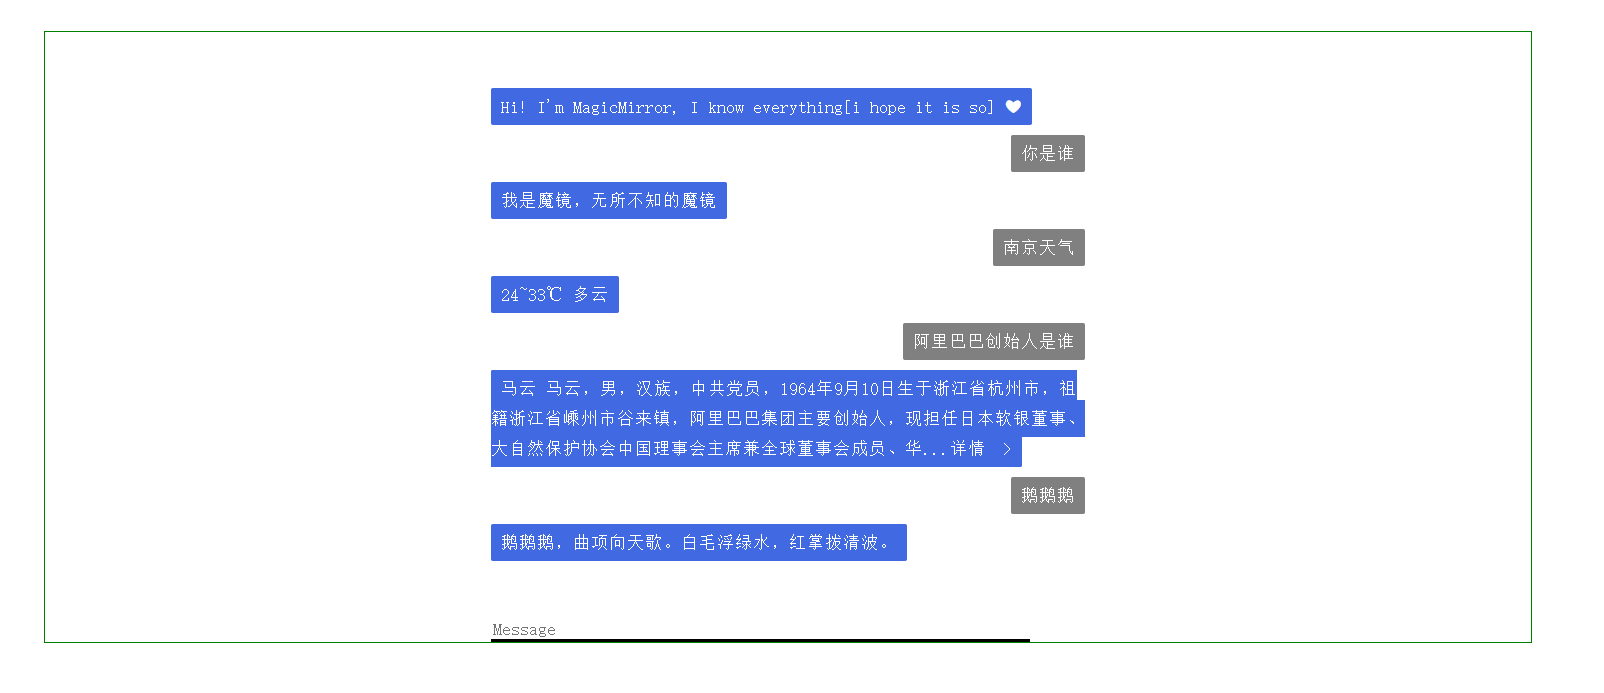 Hi! I'm MagicMirror, I know everything[i hope it is so] ♥
你是谁
我是魔镜，无所不知的魔镜
南京天气
24~33℃ 多云
阿里巴巴创始人是谁
马云 马云，男，汉族，中共党员，1964年9月10日生于浙江省杭州市，祖
籍浙江省嵊州市谷来镇，阿里巴巴集团主要创始人，现担任日本软银董事、
大自然保护协会中国理事会主席兼全球董事会成员、华...详情 >
鹅鹅鹅
鹅鹅鹅，曲项向天歌。白毛浮绿水，红掌拨清波。
Message